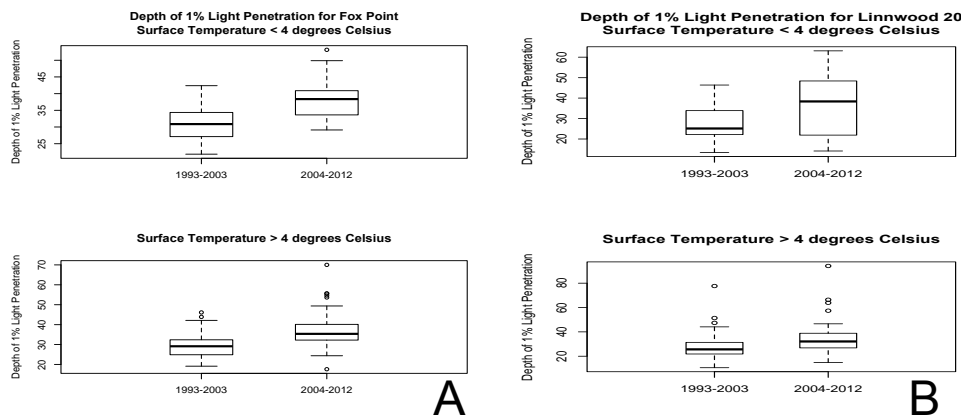 Depth of 1% Light Penetration for Fox Point
Surface Temperature < 4 degrees Celsius
Depth of 1% Light Penetration
45
35
25
1993-2003
2004-2012
Surface Temperature > 4 degrees Celsius
Depth of 1% Light Penetration
70
60
50
40
30
20
1993-2003
2004-2012
A
Depth of 1% Light Penetration for Linnwood 20
Surface Temperature < 4 degrees Celsius
Depth of 1% Light Penetration
60
50
40
30
20
1993-2003
2004-2012
Surface Temperature > 4 degrees Celsius
Depth of 1% Light Penetration
80
60
40
20
1993-2003
2004-2012
B